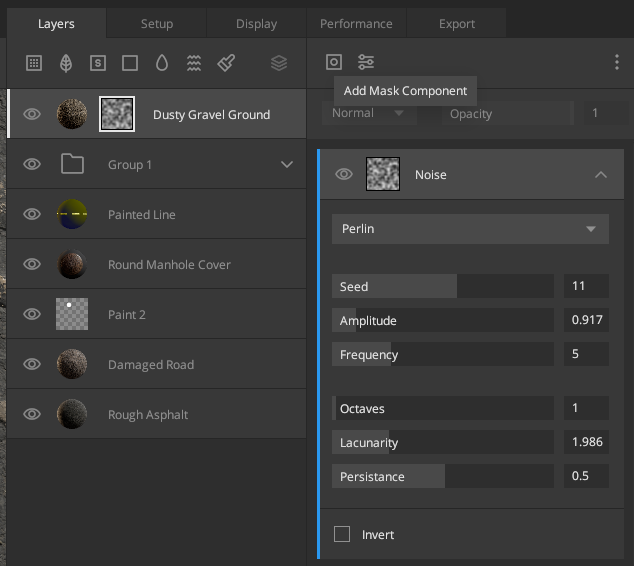 Layers Setup Display Performance Export
S
Add Mask Component
Normal Opacity 1
Dusty Gravel Ground
Group 1
Painted Line
Round Manhole Cover
Paint 2
Damaged Road
Rough Asphalt
Noise
Perlin
Seed 11
Amplitude 0.917
Frequency 5
Octaves 1
Lacunarity 1.986
Persistance 0.5
Invert